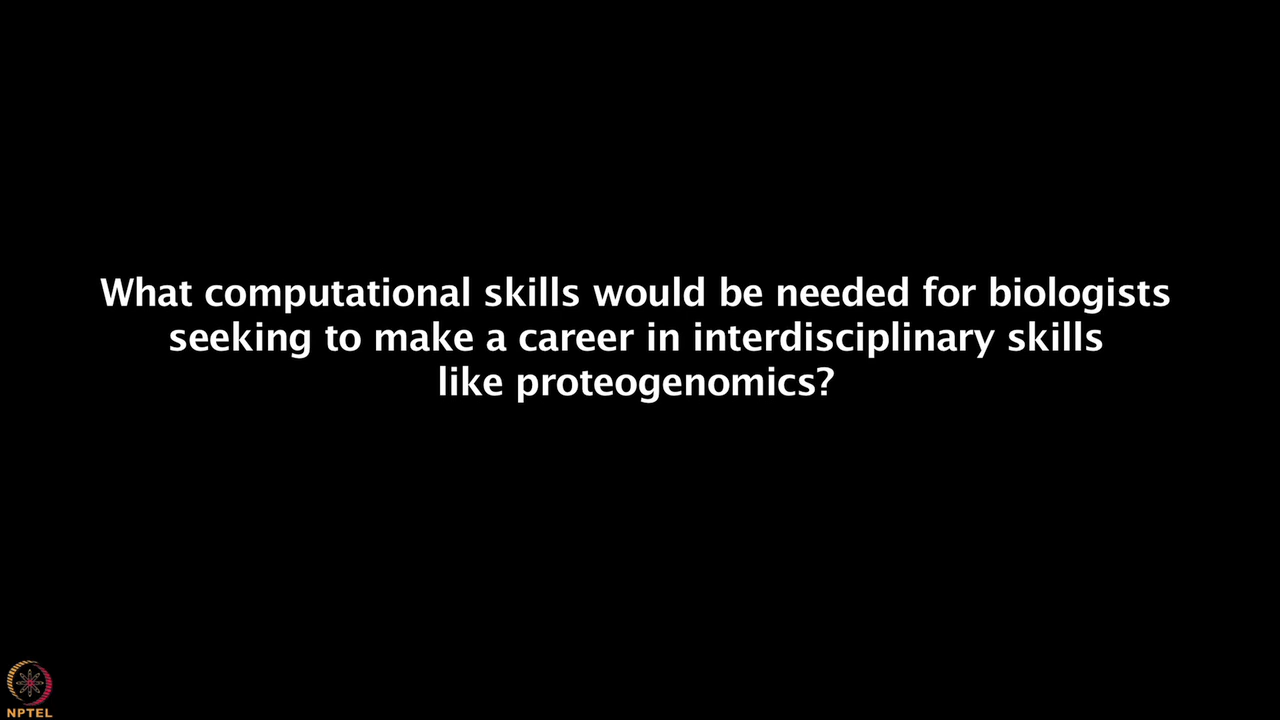 What computational skills would be needed for biologists
seeking to make a career in interdisciplinary skills
like proteogenomics?
NPTEL